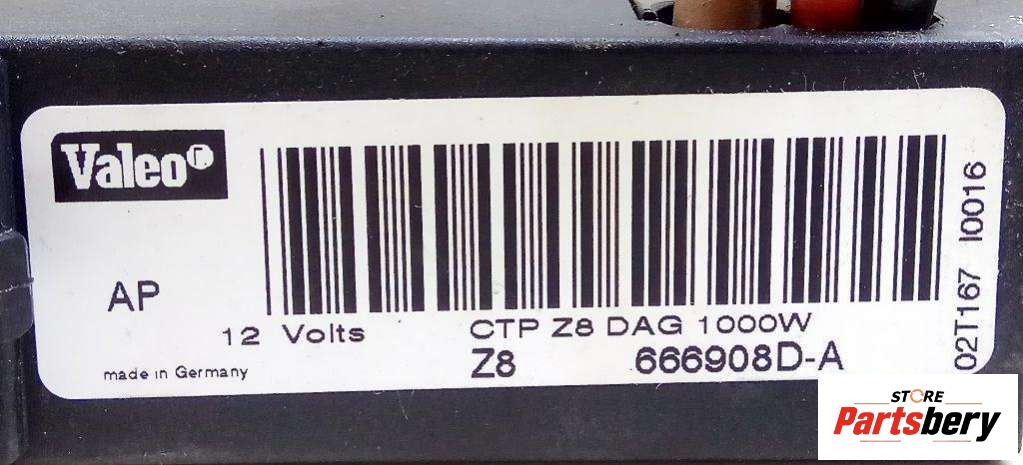 Valeo
AP
12 Volts
made in Germany
CTP Z8 DAG 1000W
Z8 666908D-A
02T167 I0016
STORE
Partsbery